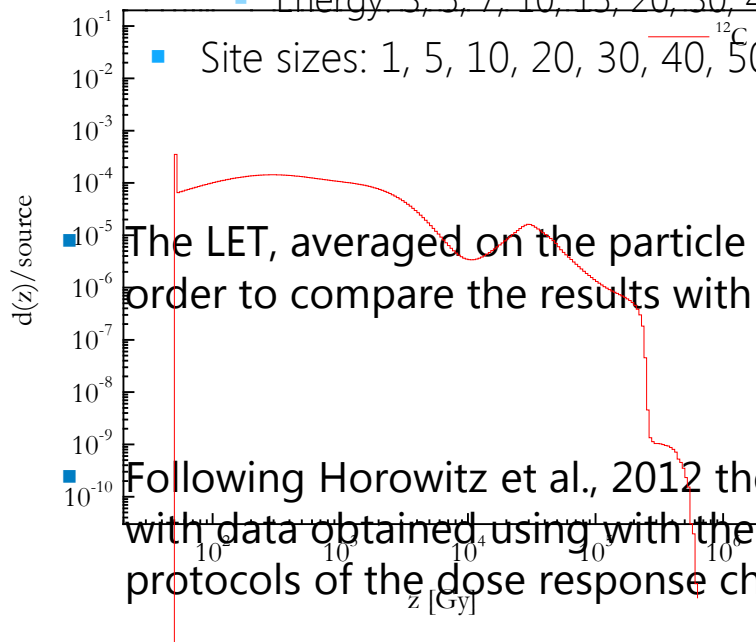 Energy: 3, 5, 7, 10, 15, 20, 30, 4
¹²C
Site sizes: 1, 5, 10, 20, 30, 40, 50
10⁻¹
10⁻²
10⁻³
10⁻⁴
10⁻⁵
10⁻⁶
10⁻⁷
10⁻⁸
10⁻⁹
10⁻¹⁰
d(z)/source
The LET, averaged on the particle
order to compare the results with
Following Horowitz et al., 2012 the
with data obtained using with the
protocols of the dose response ch
10² 10³ 10⁴ 10⁵ 10⁶
z [Gy]